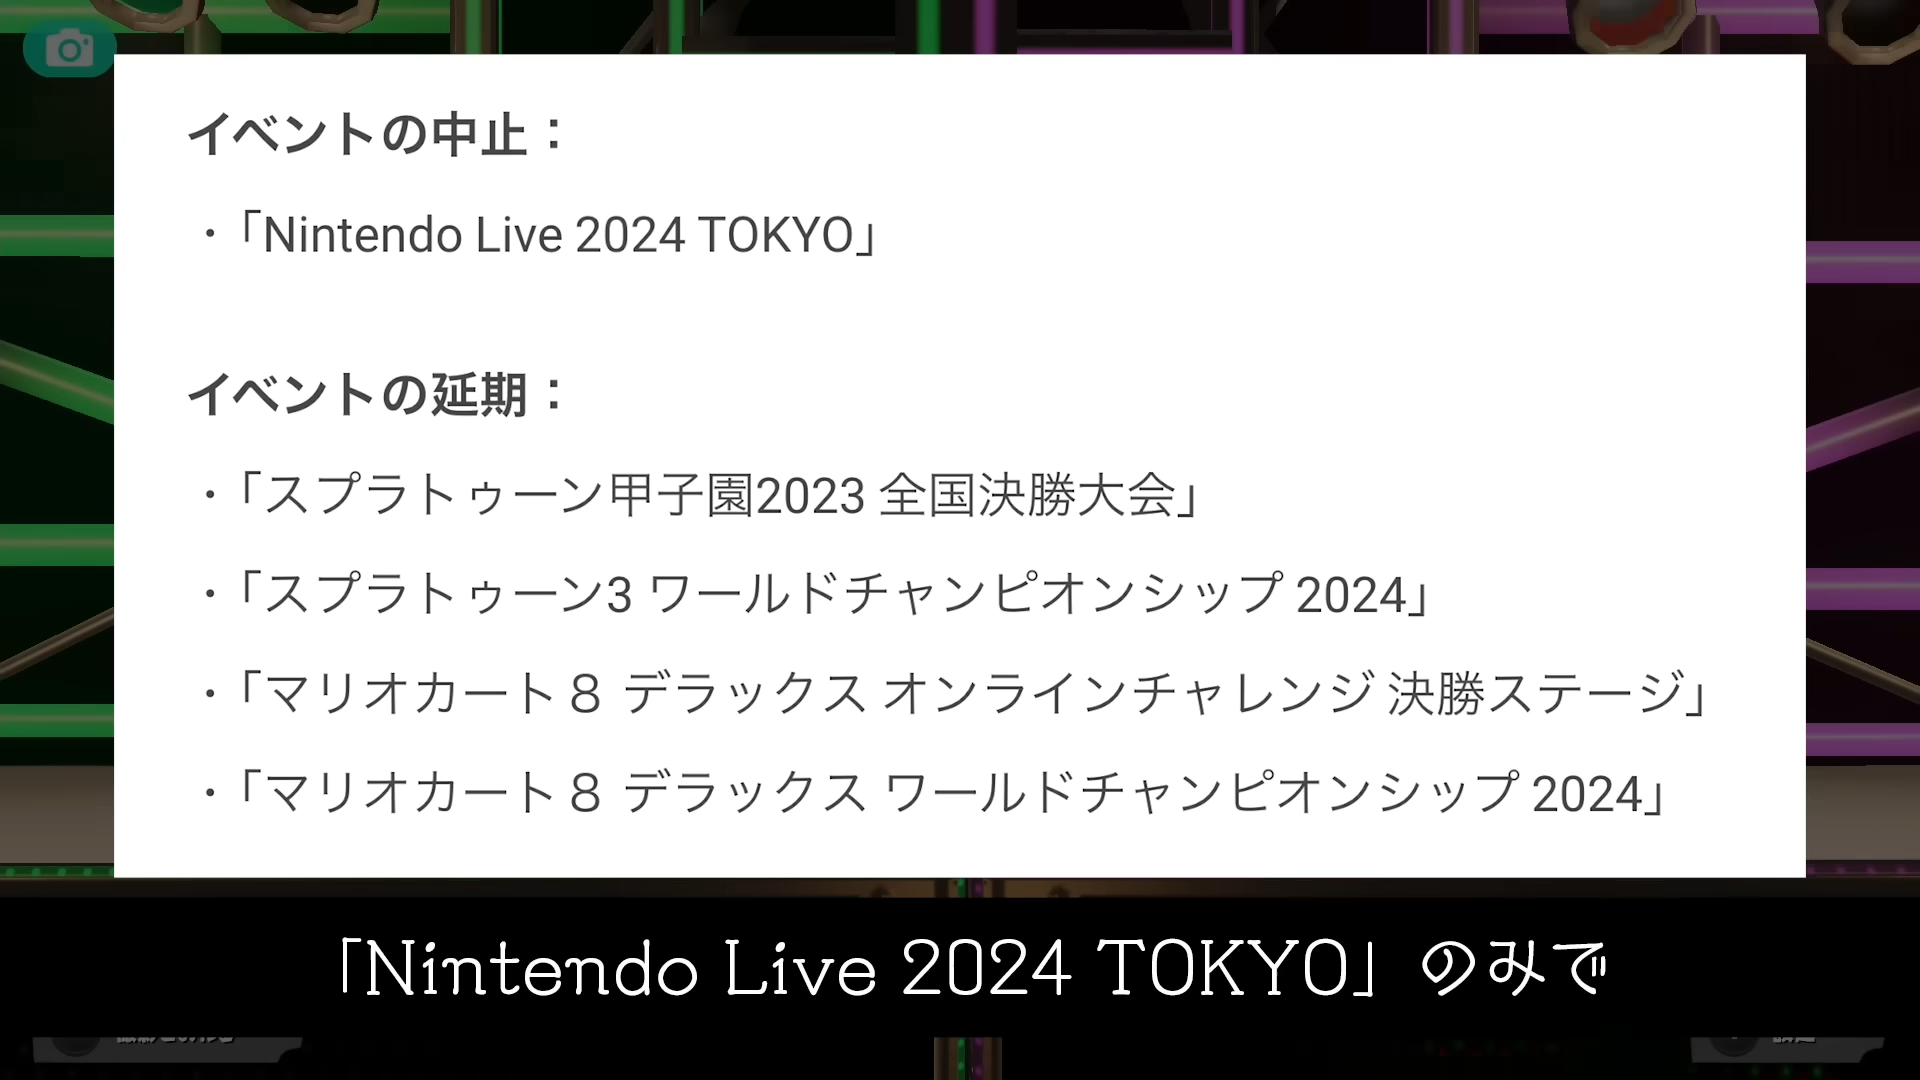 イベントの中止：
・「Nintendo Live 2024 TOKYO」
イベントの延期：
・「スプラトゥーン甲子園2023 全国決勝大会」
・「スプラトゥーン3 ワールドチャンピオンシップ 2024」
・「マリオカート８ デラックス オンラインチャレンジ 決勝ステージ」
・「マリオカート８ デラックス ワールドチャンピオンシップ 2024」
「Nintendo Live 2024 TOKYO」のみで